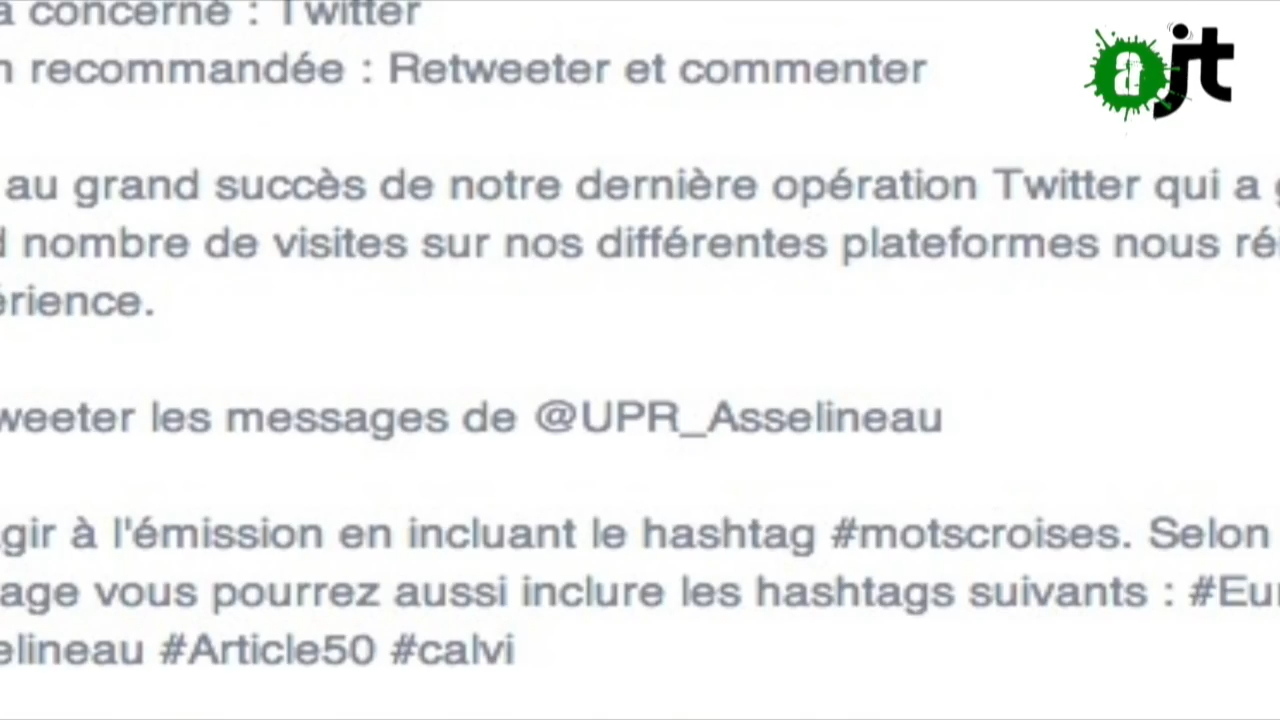 concerné : Twitter
recommandée : Retweeter et commenter
ajt
au grand succès de notre dernière opération Twitter qui a
nombre de visites sur nos différentes plateformes nous
érience.
weeter les messages de @UPR_Asselineau
gir à l'émission en incluant le hashtag #motscroises. Selon
age vous pourrez aussi inclure les hashtags suivants : #Eu
elineau #Article50 #calvi